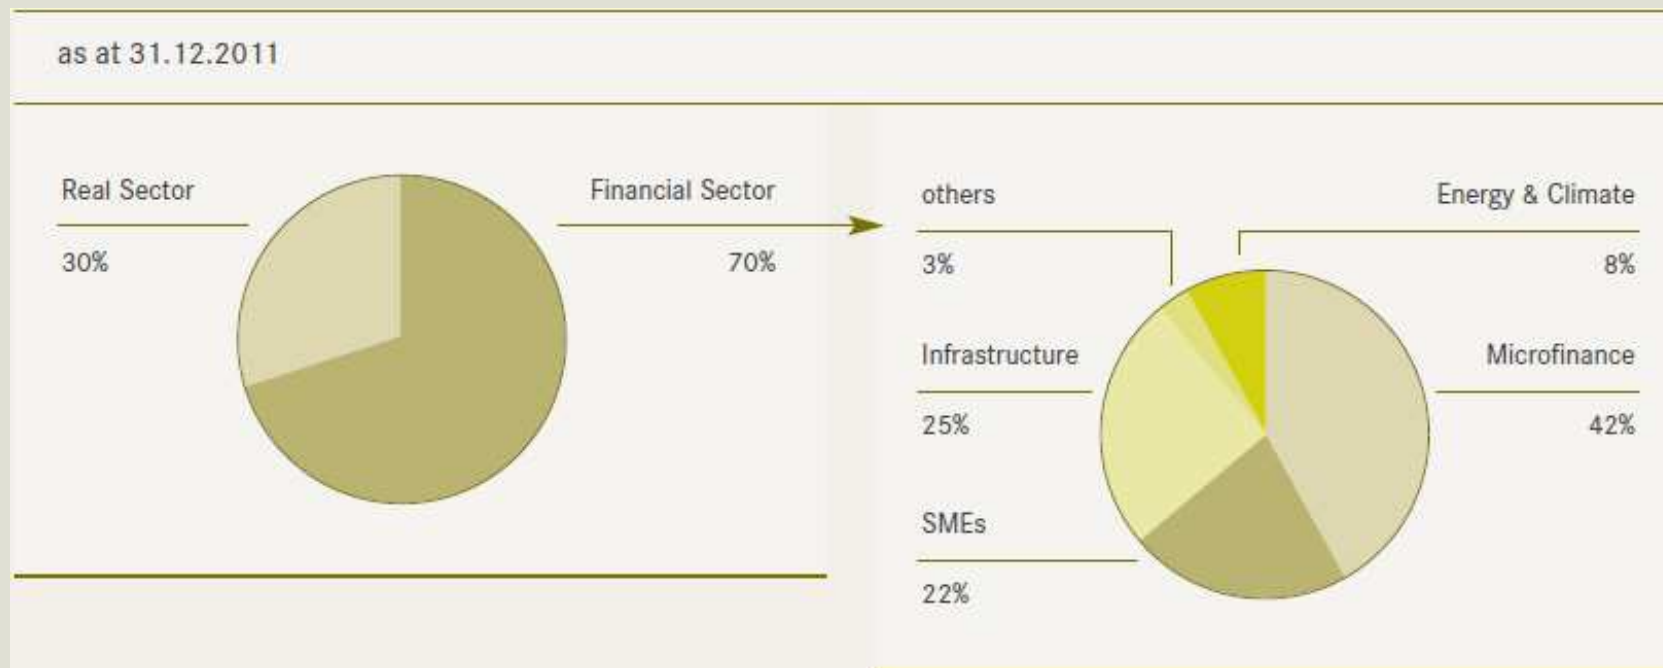 as at 31.12.2011
Real Sector
30%
Financial Sector
70%
others
3%
Energy & Climate
8%
Infrastructure
25%
Microfinance
42%
SMEs
22%